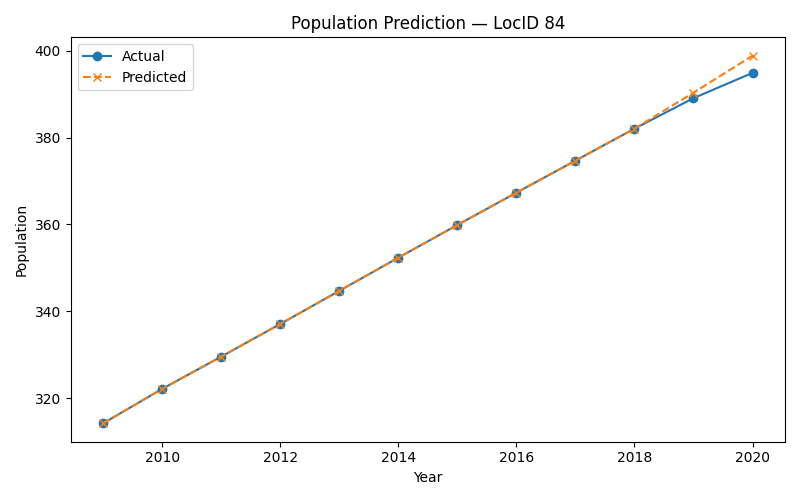 Population Prediction — LocID 84
Actual
Predicted
Population
400
380
360
340
320
2010 2012 2014 2016 2018 2020
Year